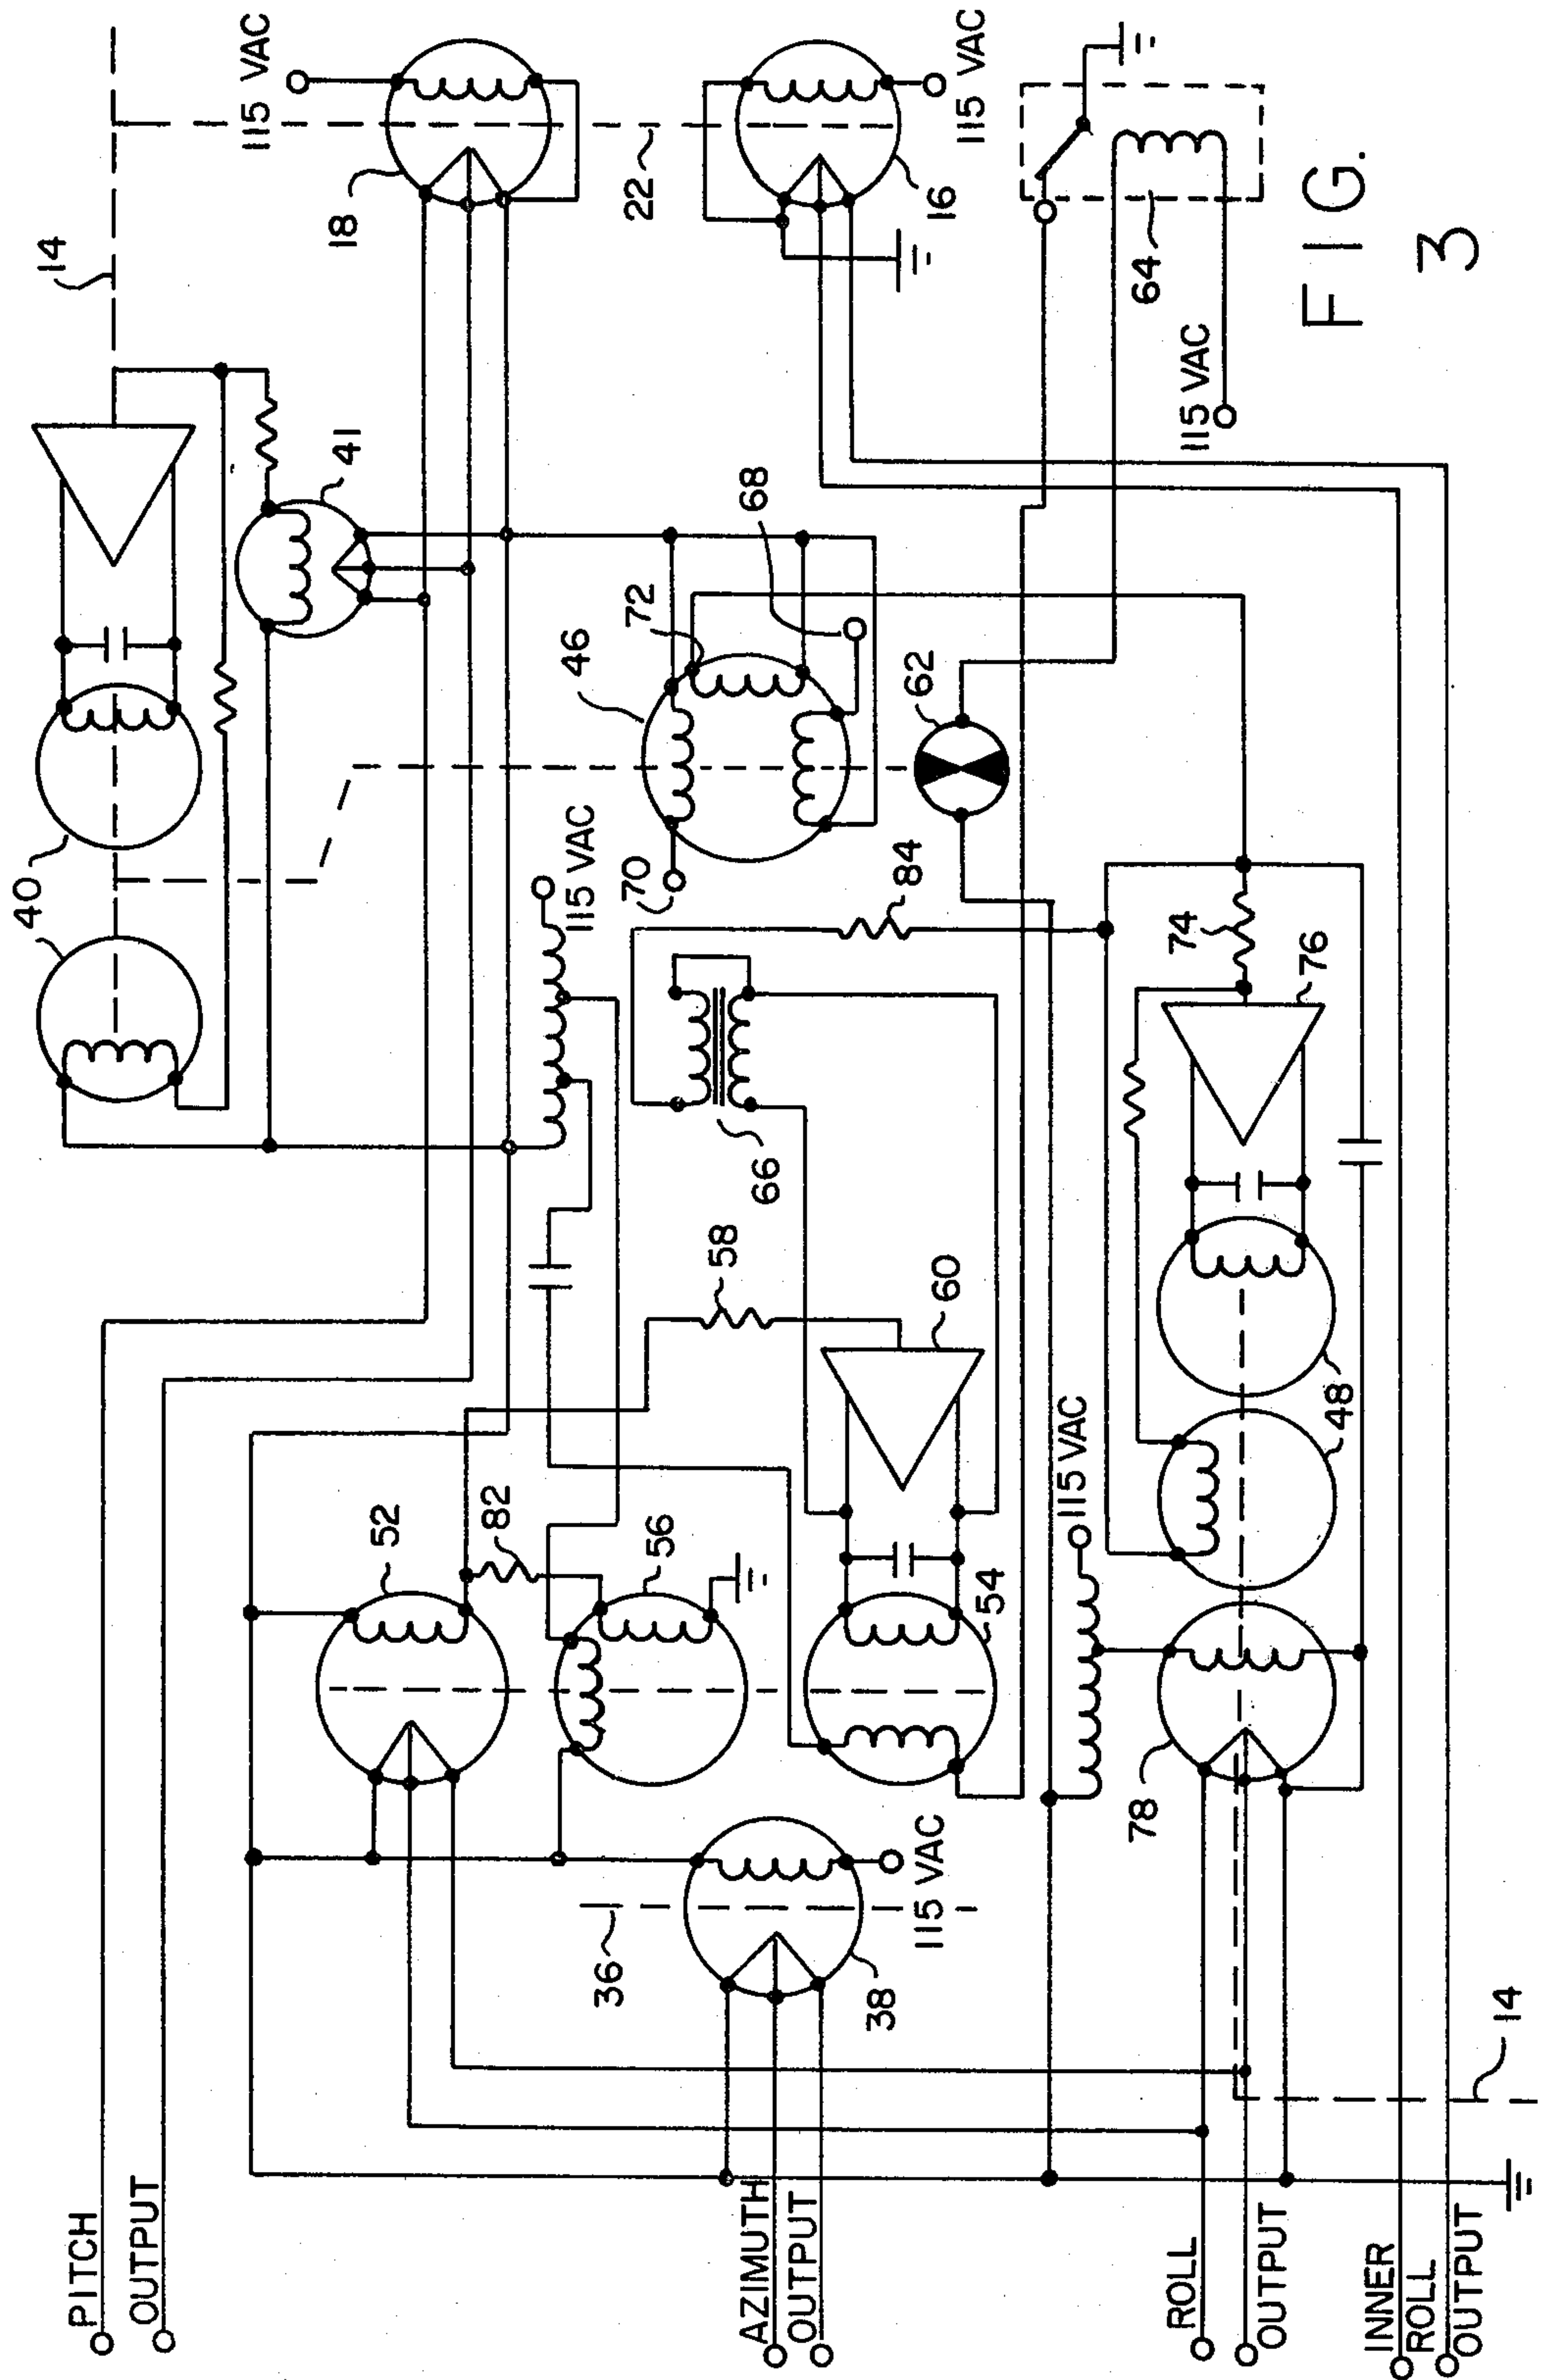 PITCH
OUTPUT
40
40
14
41
18
115 VAC
52
82
56
115 VAC
70
46
72
68
22
115 VAC
16
36
38
115 VAC
AZIMUTH
OUTPUT
54
58
60
66
84
62
64
115 VAC
115 VAC
78
48
74
76
ROLL
OUTPUT
14
INNER
ROLL
OUTPUT
FIG.
3